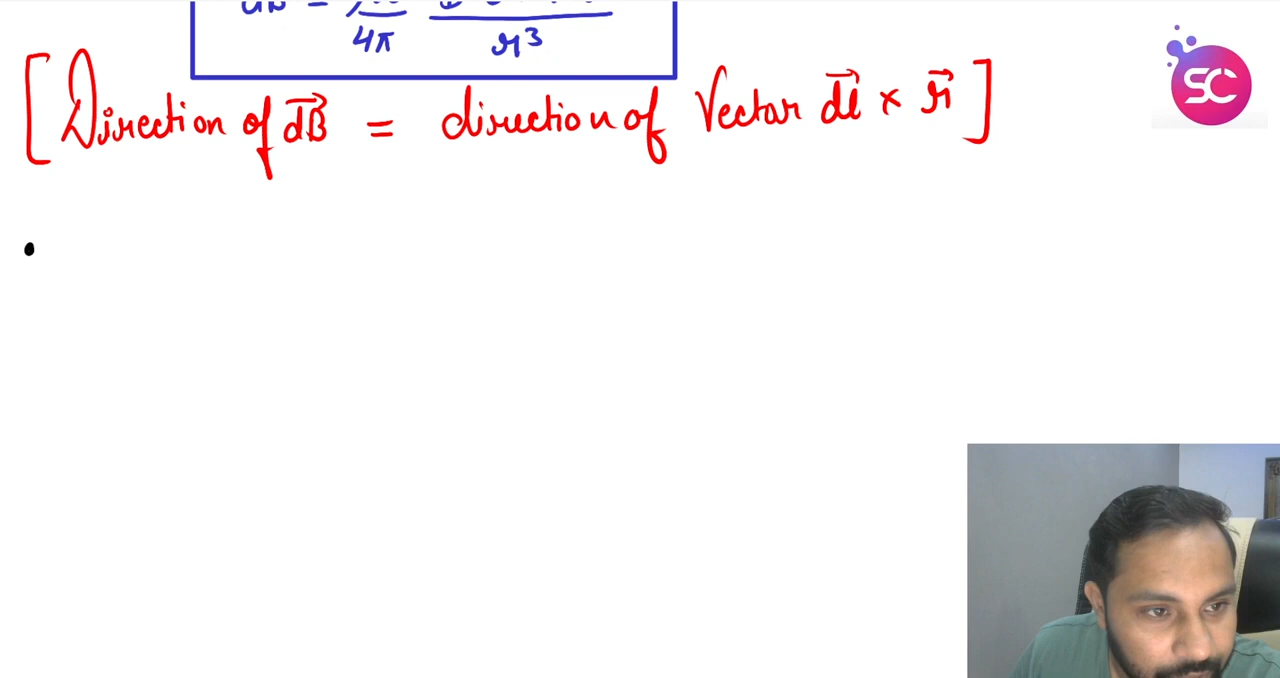 4π r³
[Direction of dB⃗ = direction of Vector dl⃗ × r⃗]
SC